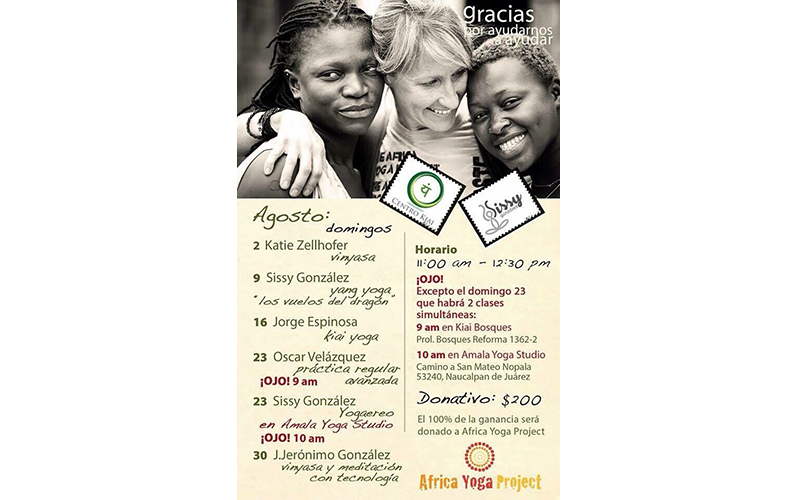 gracias
por ayudarnos
a ayudar
CENTRO KIAI
Sissy
Agosto:
domingos
2 Katie Zellhofer
vinyasa
9 Sissy González
yang yoga
"los vuelos del dragón"
16 Jorge Espinosa
kiai yoga
23 Oscar Velázquez
práctica regular
¡OJO! 9 am avanzada
23 Sissy González
Yogaereo
en Amala Yoga Studio
¡OJO! 10 am
30 J.Jerónimo González
vinyasa y meditación
con tecnología
Horario
11:00 am - 12:30 pm
¡OJO!
Excepto el domingo 23
que habrá 2 clases
simultáneas:
9 am en Kiai Bosques
Prol. Bosques Reforma 1362-2
10 am en Amala Yoga Studio
Camino a San Mateo Nopala
53240, Naucalpan de Juárez
Donativo: $200
El 100% de la ganancia será
donado a Africa Yoga Project
Africa Yoga Project